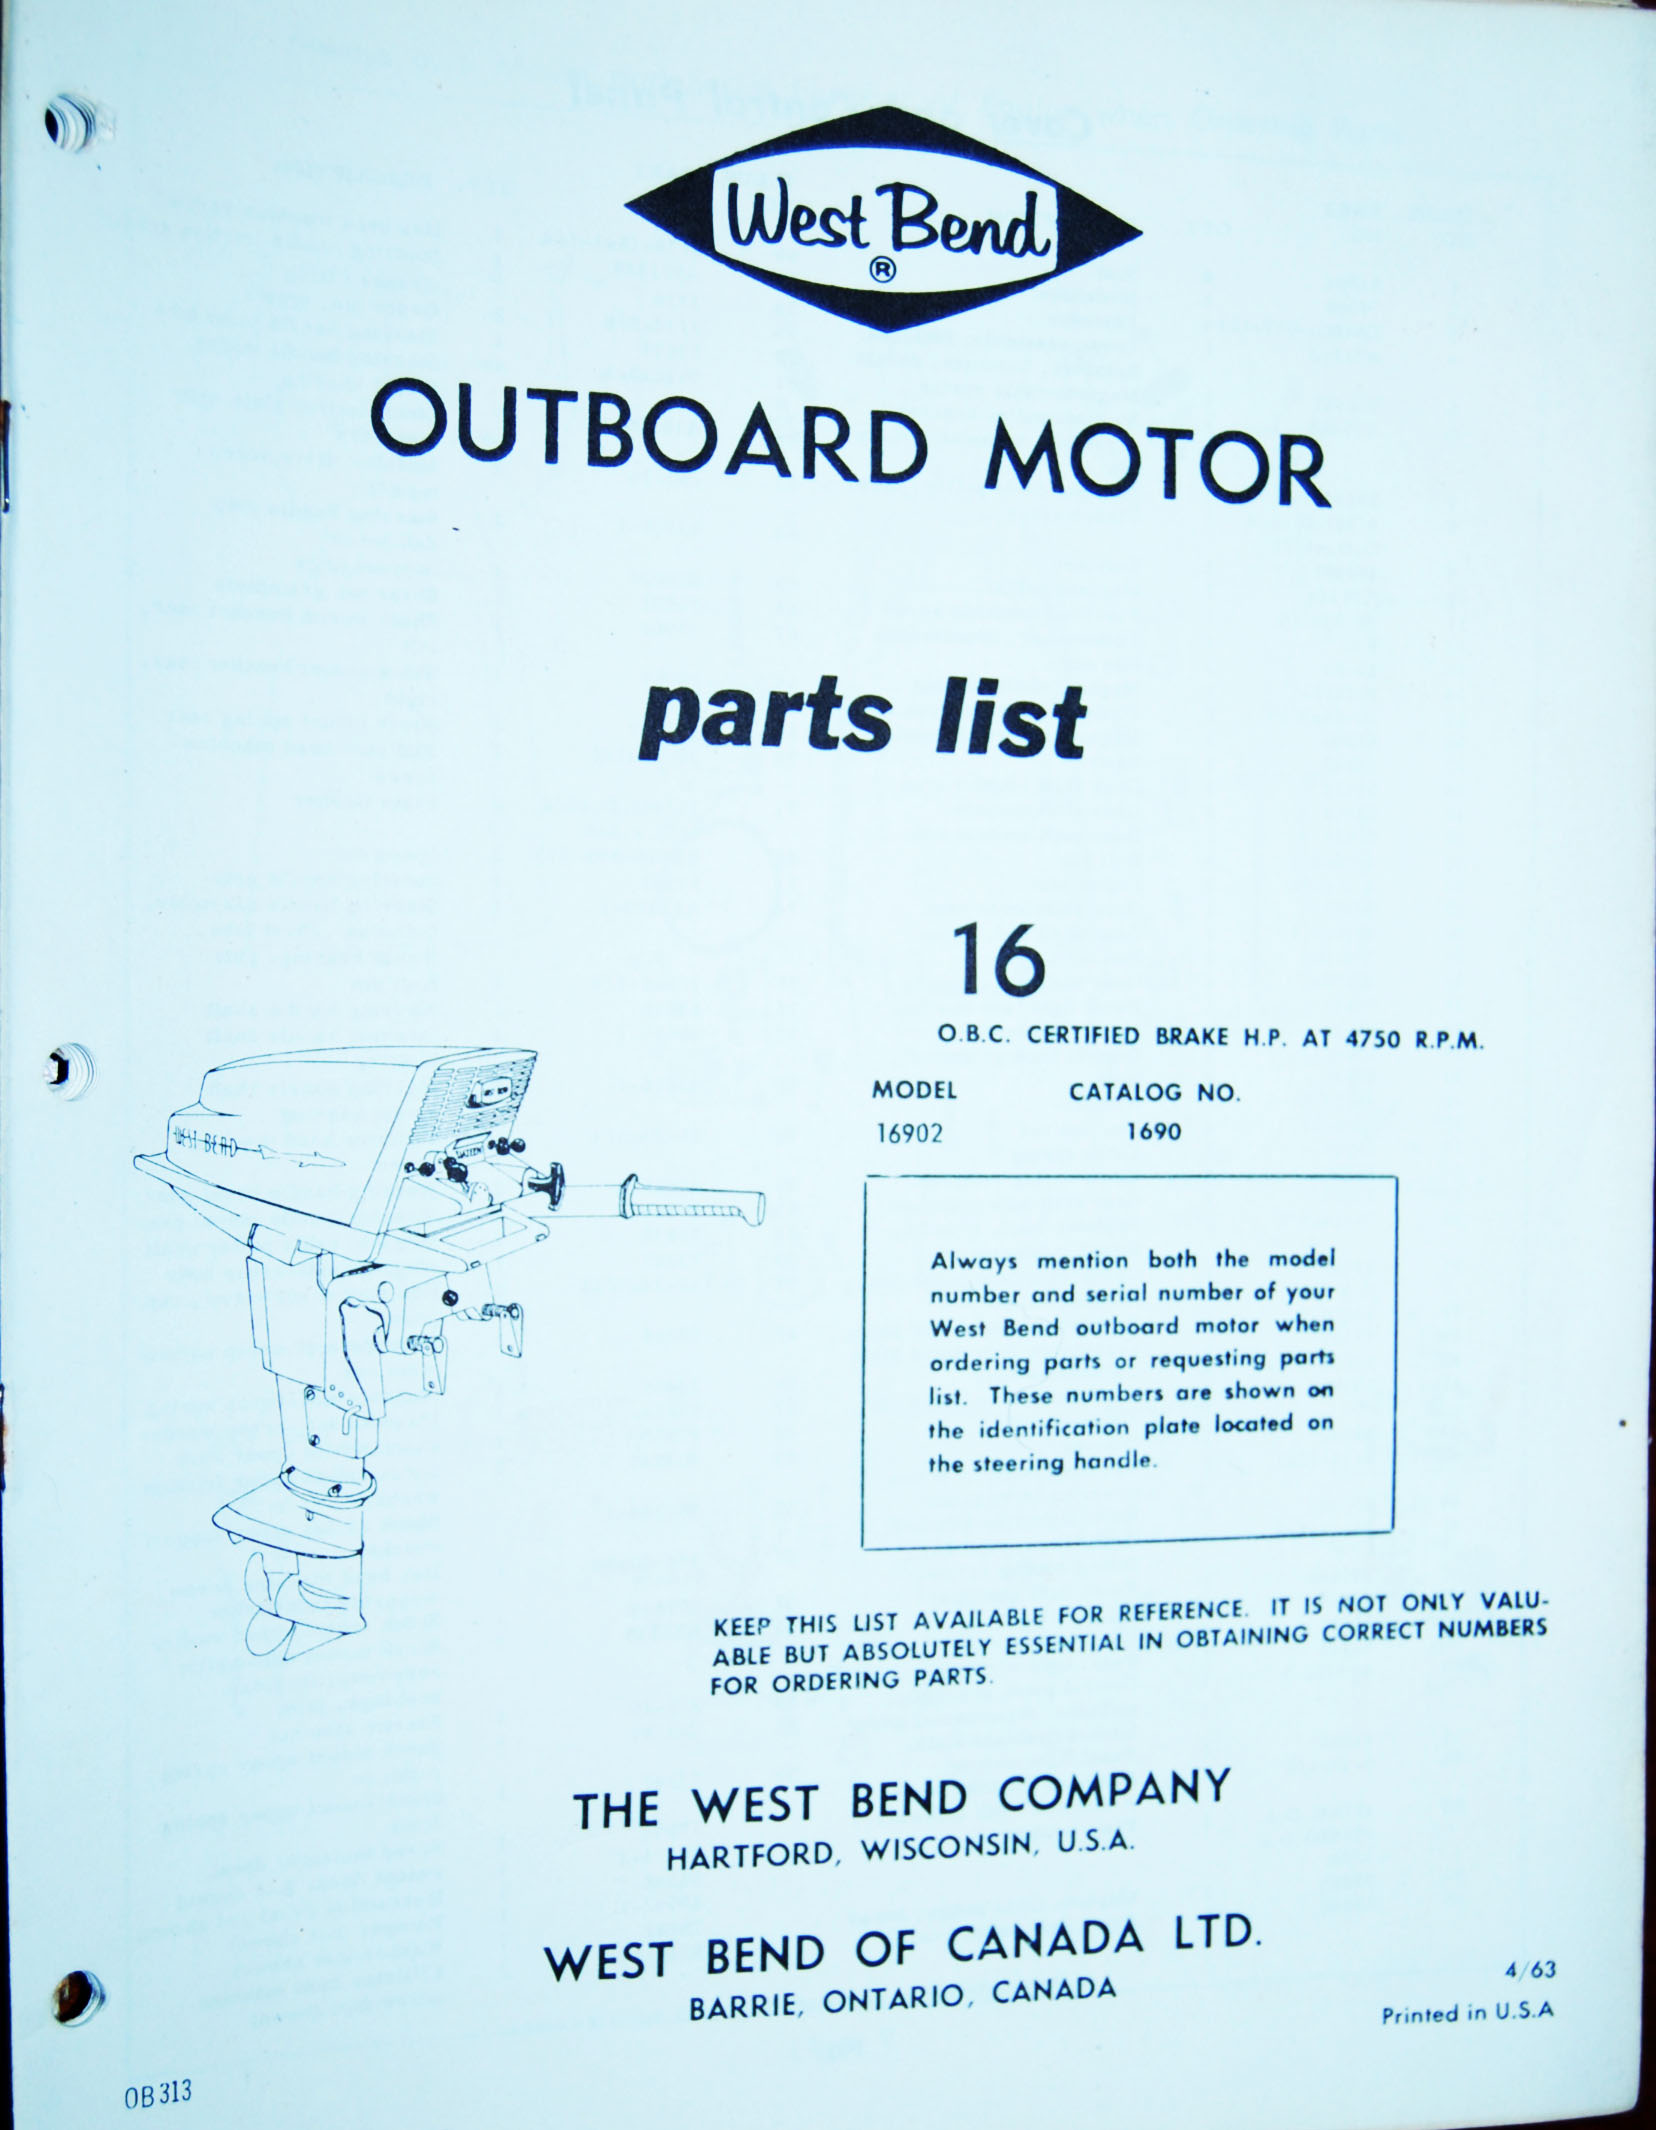 West Bend
®
OUTBOARD MOTOR
parts list
16
O.B.C. CERTIFIED BRAKE H.P. AT 4750 R.P.M.
MODEL CATALOG NO.
16902 1690
WEST BEND
Always mention both the model
number and serial number of your
West Bend outboard motor when
ordering parts or requesting parts
list. These numbers are shown on
the identification plate located on
the steering handle.
KEEP THIS LIST AVAILABLE FOR REFERENCE. IT IS NOT ONLY VALU-
ABLE BUT ABSOLUTELY ESSENTIAL IN OBTAINING CORRECT NUMBERS
FOR ORDERING PARTS.
THE WEST BEND COMPANY
HARTFORD, WISCONSIN, U.S.A.
WEST BEND OF CANADA LTD.
BARRIE, ONTARIO, CANADA
4/63
Printed in U.S.A
OB313